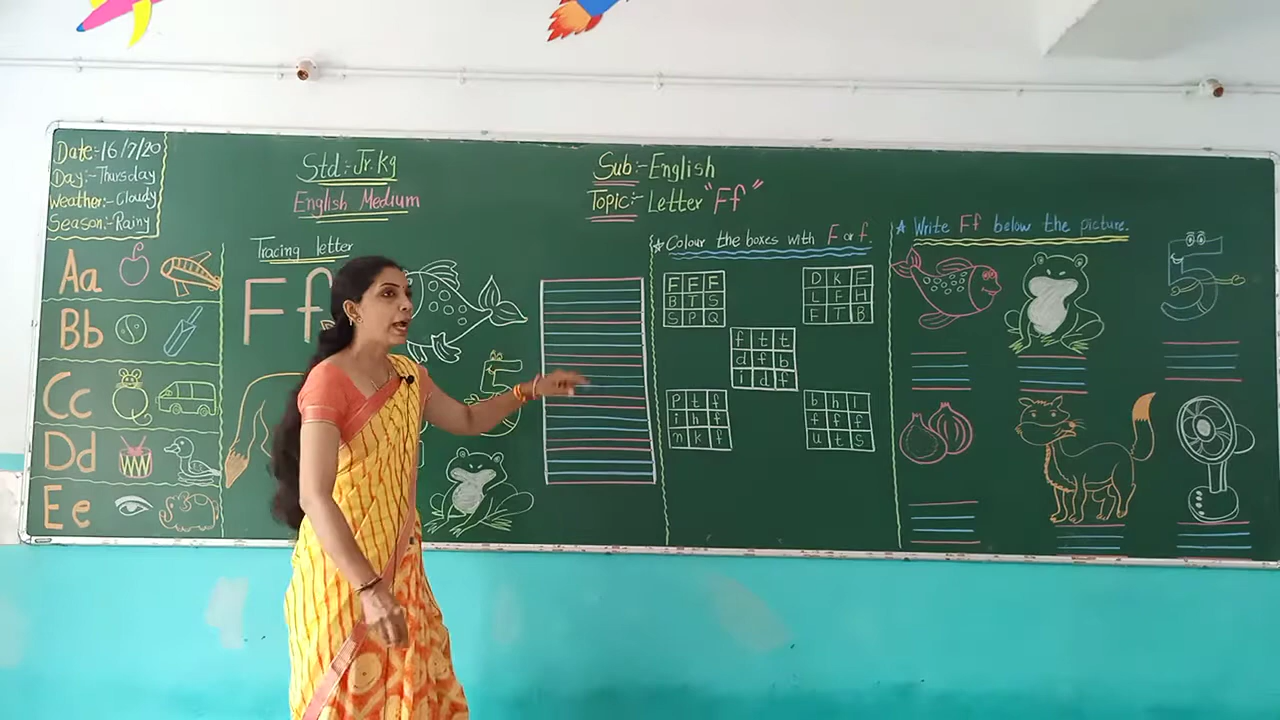 Date:-16/7/20
Day:-Thursday
Weather:-Cloudy
Season:-Rainy
Std:-Jr.kg
English Medium
Sub:-English
Topic:-Letter "Ff"
Aa
Bb
Cc
Dd
Ee
Tracing letter
Ff
* Colour the boxes with F or f.
F F F
B T S
S P Q
D K F
L F H
F T B
f t t
d f b
i d f
p t f
i h f
n k f
b h l
f f f
u t s
* Write Ff below the picture.